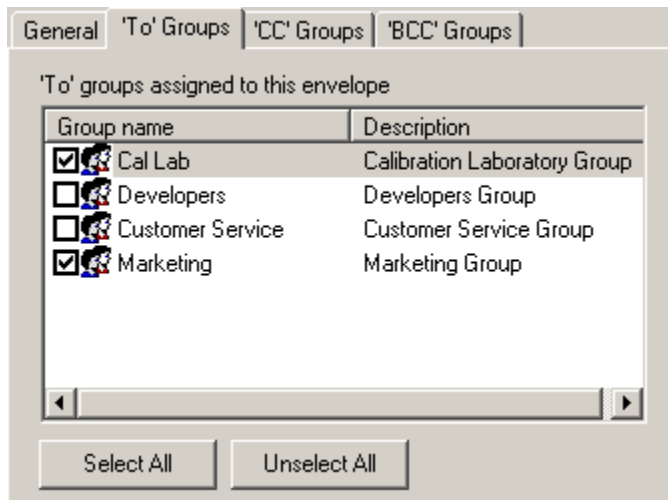 General 'To' Groups 'CC' Groups 'BCC' Groups
'To' groups assigned to this envelope
Group name Description
Cal Lab Calibration Laboratory Group
Developers Developers Group
Customer Service Customer Service Group
Marketing Marketing Group
Select All Unselect All